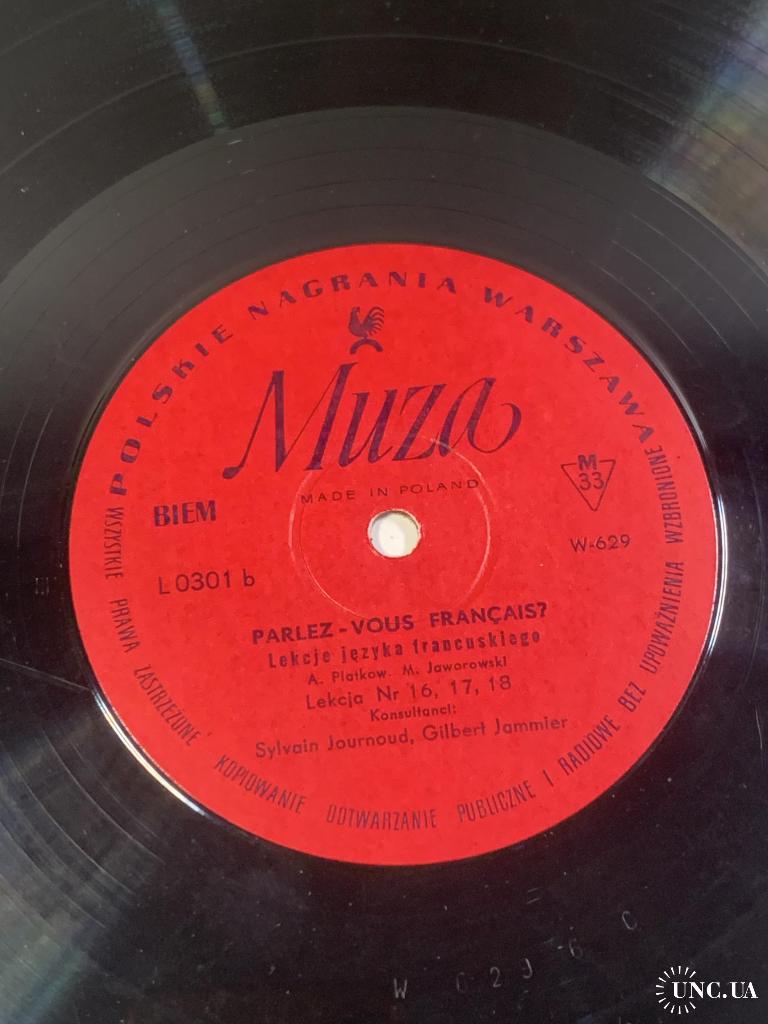 POLSKIE NAGRANIA WARSZAWA
Muza
MADE IN POLAND
BIEM
M
33
L 0301 b
W-629
PARLEZ-VOUS FRANÇAIS?
Lekcje języka francuskiego
A. Platkow. M. Jaworowski
Lekcja Nr 16, 17, 18
Konsultanci:
Sylvain Journoud, Gilbert Jammier
WSZYSTKIE PRAWA ZASTRZEŻONE KOPIOWANIE ODTWARZANIE PUBLICZNE I RADIOWE BEZ UPOWAŻNIENIA WZBRONIONE
UNC.UA